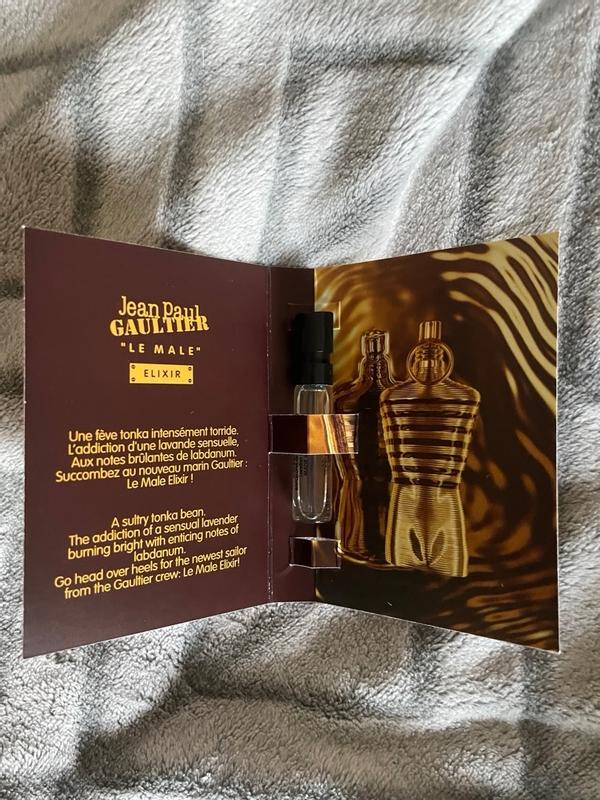 Jean Paul
GAULTIER
"LE MALE"
ELIXIR
Une fève tonka intensément torride.
L'addiction d'une lavande sensuelle,
Aux notes brûlantes de labdanum.
Succombez au nouveau marin Gaultier :
Le Male Elixir !
A sultry tonka bean.
The addiction of a sensual lavender
burning bright with enticing notes of
labdanum.
Go head over heels for the newest sailor
from the Gaultier crew: Le Male Elixir!